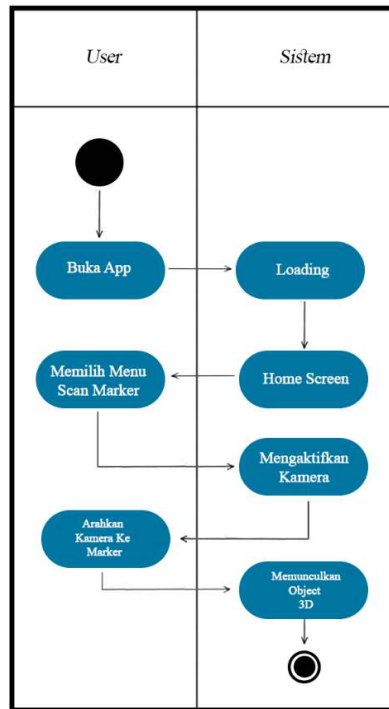 User
Sistem
Buka App
Loading
Home Screen
Memilih Menu
Scan Marker
Mengaktifkan
Kamera
Arahkan
Kamera Ke
Marker
Memunculkan
Object
3D